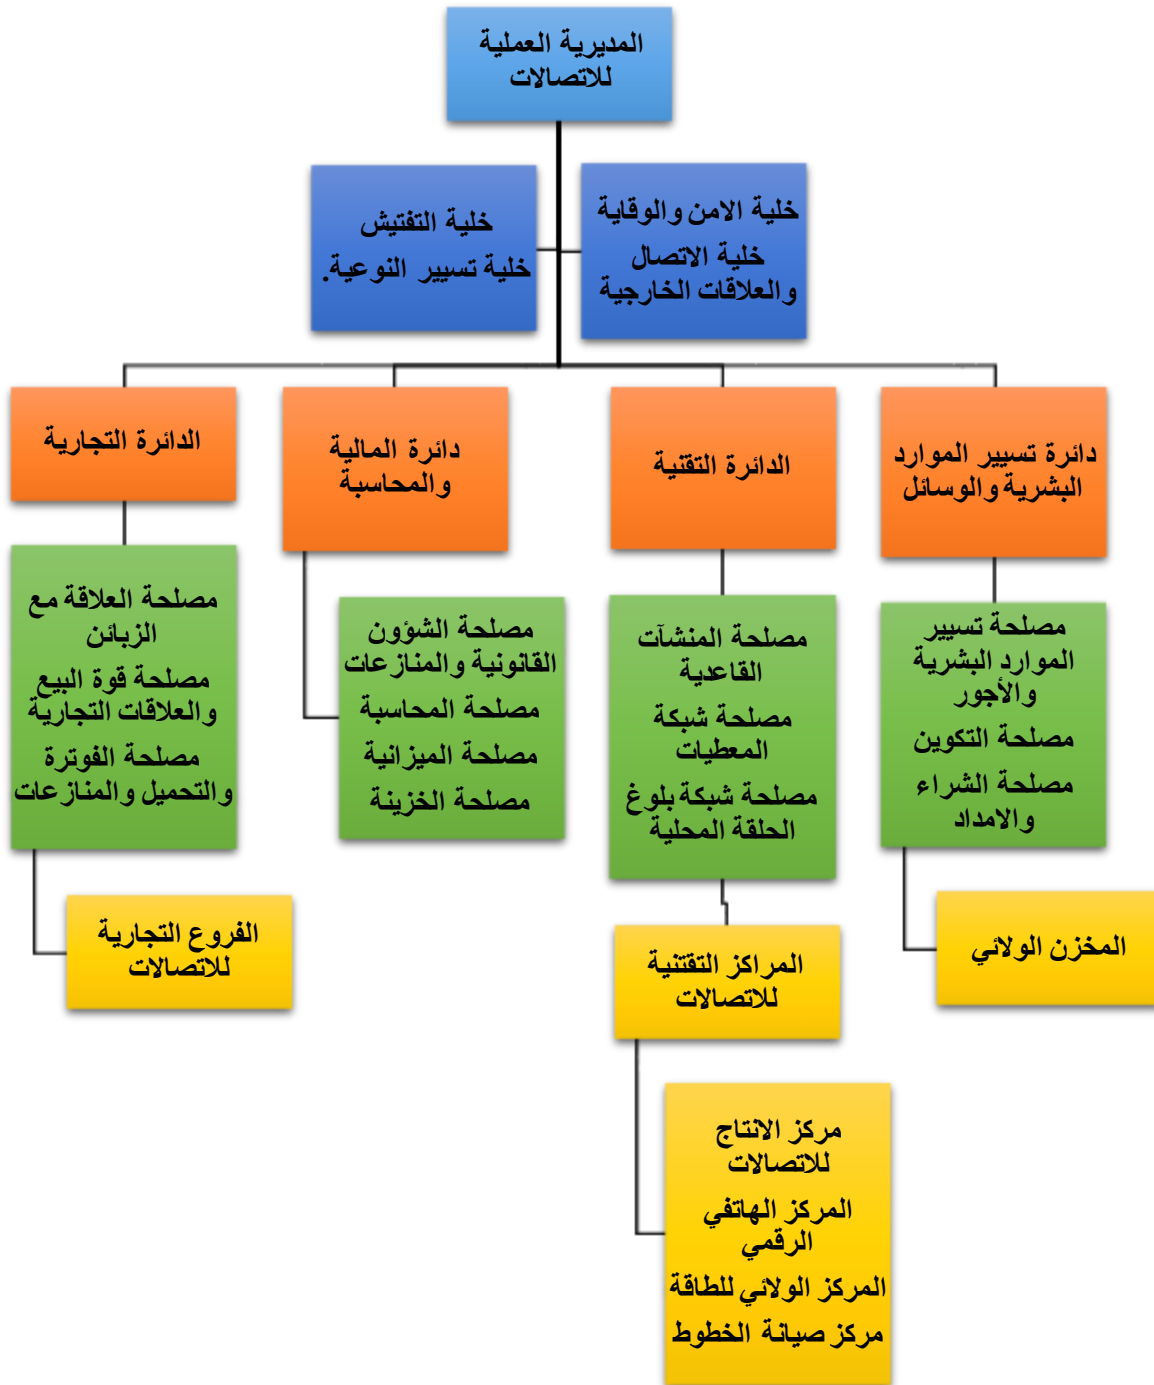 المديرية العملية
للاتصالات
خلية الامن والوقاية
خلية الاتصال
والعلاقات الخارجية
خلية التفتيش
خلية تسيير النوعية.
دائرة تسيير الموارد
البشرية والوسائل
الدائرة التقنية
دائرة المالية
والمحاسبة
الدائرة التجارية
مصلحة تسيير
الموارد البشرية
والأجور
مصلحة التكوين
مصلحة الشراء
والامداد
مصلحة المنشآت
القاعدية
مصلحة شبكة
المعطيات
مصلحة شبكة بلوغ
الحلقة المحلية
مصلحة الشؤون
القانونية والمنازعات
مصلحة المحاسبة
مصلحة الميزانية
مصلحة الخزينة
مصلحة العلاقة مع
الزبائن
مصلحة قوة البيع
والعلاقات التجارية
مصلحة الفوترة
والتحميل والمنازعات
المخزن الولائي
المراكز التقتنية
للاتصالات
الفروع التجارية
للاتصالات
مركز الانتاج
للاتصالات
المركز الهاتفي
الرقمي
المركز الولائي للطاقة
مركز صيانة الخطوط